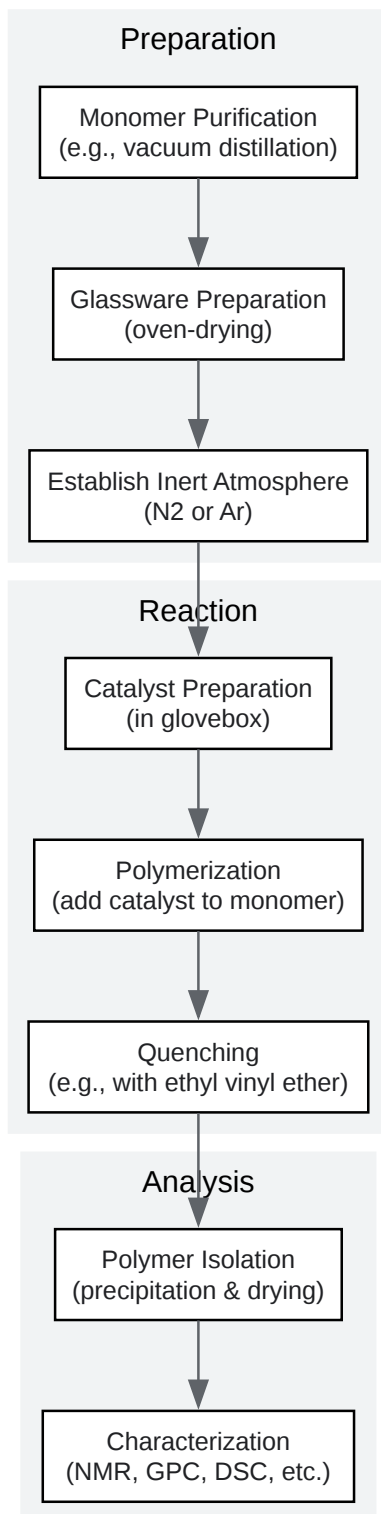 Preparation
Monomer Purification
(e.g., vacuum distillation)
Glassware Preparation
(oven-drying)
Establish Inert Atmosphere
(N2 or Ar)
Reaction
Catalyst Preparation
(in glovebox)
Polymerization
(add catalyst to monomer)
Quenching
(e.g., with ethyl vinyl ether)
Analysis
Polymer Isolation
(precipitation & drying)
Characterization
(NMR, GPC, DSC, etc.)